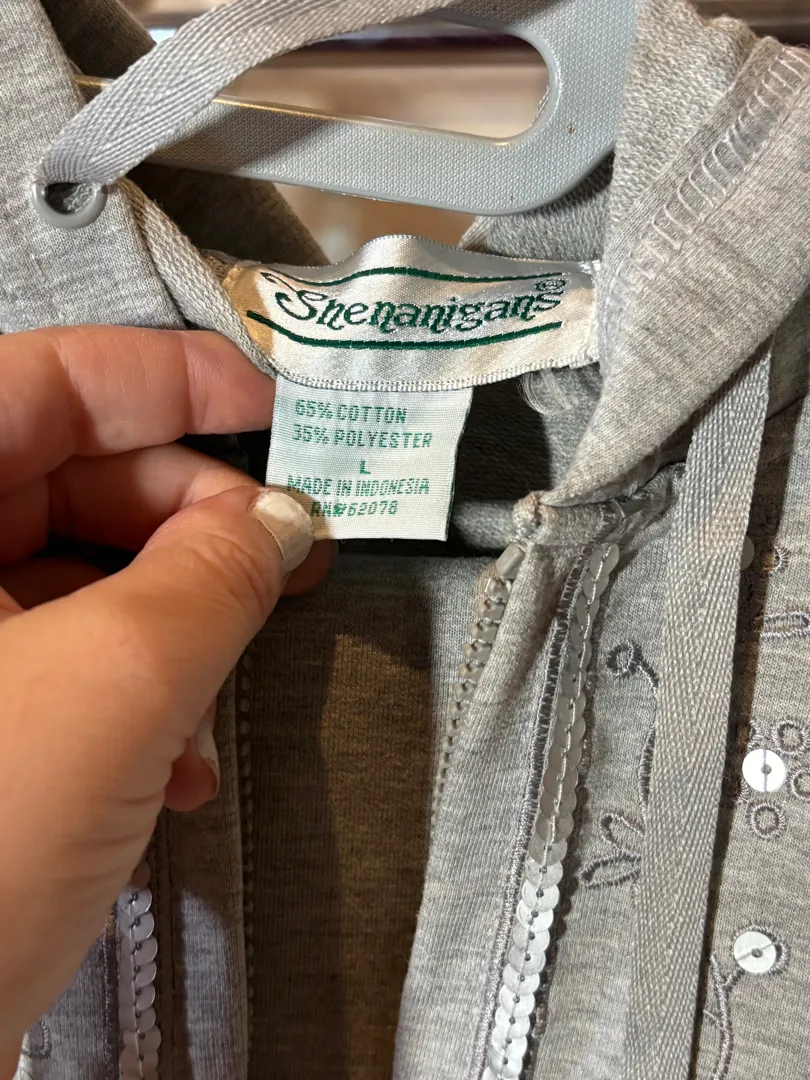 Shenanigans®
65% COTTON
35% POLYESTER
L
MADE IN INDONESIA
RN#62078